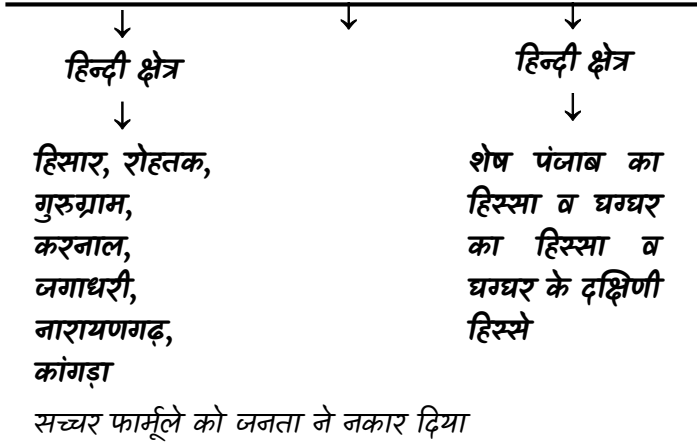 हिन्दी क्षेत्र
हिसार, रोहतक,
गुरुग्राम,
करनाल,
जगाधरी,
नारायणगढ़,
कांगड़ा
हिन्दी क्षेत्र
शेष पंजाब का
हिस्सा व घग्घर
का हिस्सा व
घग्घर के दक्षिणी
हिस्से
सच्चर फार्मूले को जनता ने नकार दिया